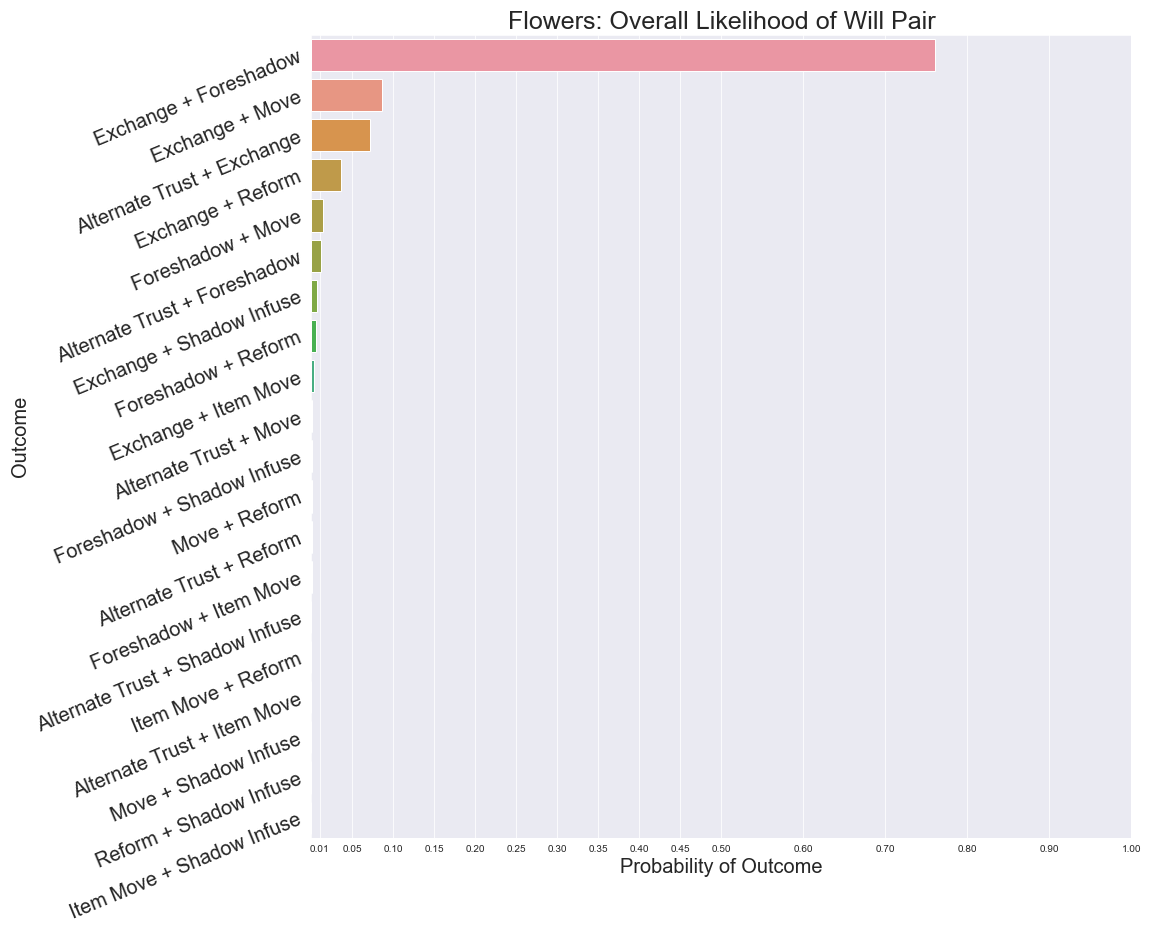 Flowers: Overall Likelihood of Will Pair
Outcome
Exchange + Foreshadow
Exchange + Move
Alternate Trust + Exchange
Exchange + Reform
Foreshadow + Move
Alternate Trust + Foreshadow
Exchange + Shadow Infuse
Foreshadow + Reform
Exchange + Item Move
Alternate Trust + Move
Foreshadow + Shadow Infuse
Move + Reform
Alternate Trust + Reform
Foreshadow + Item Move
Alternate Trust + Shadow Infuse
Item Move + Reform
Alternate Trust + Item Move
Move + Shadow Infuse
Reform + Shadow Infuse
Item Move + Shadow Infuse
0.01 0.05 0.10 0.15 0.20 0.25 0.30 0.35 0.40 0.45 0.50 0.60 0.70 0.80 0.90 1.00
Probability of Outcome